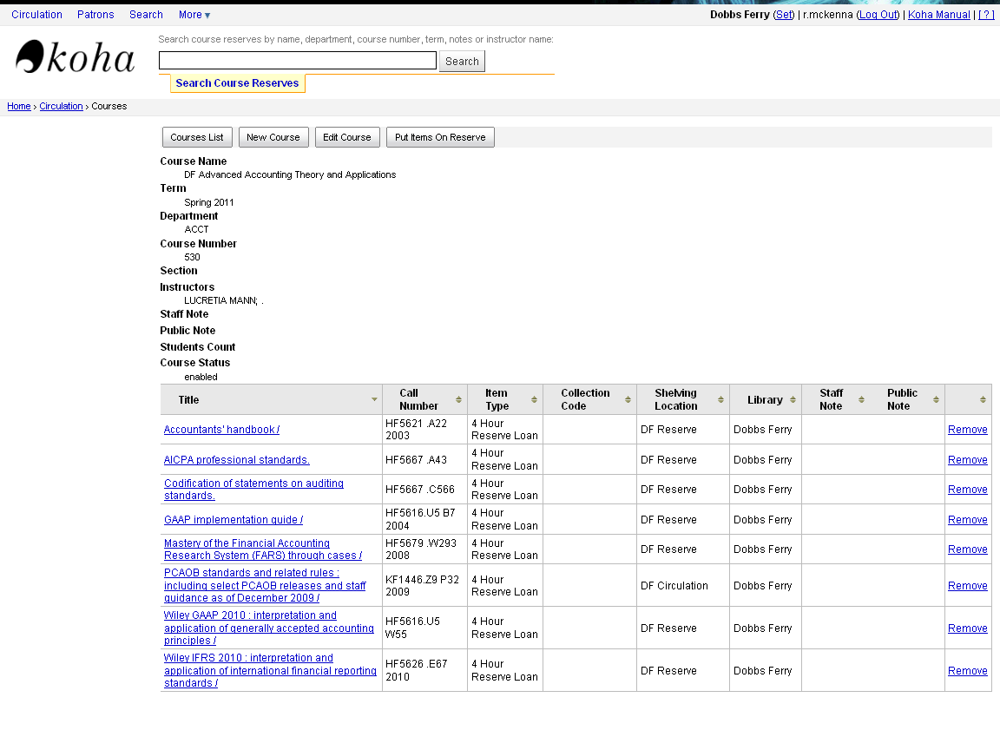 Circulation Patrons Search More ▾ Dobbs Ferry (Set) | r.mckenna (Log Out) | Koha Manual | [ ? ]
koha
Search course reserves by name, department, course number, term, notes or instructor name:
Search
Search Course Reserves
Home › Circulation › Courses
Courses List New Course Edit Course Put Items On Reserve
Course Name
DF Advanced Accounting Theory and Applications
Term
Spring 2011
Department
ACCT
Course Number
530
Section
Instructors
LUCRETIA MANN; .
Staff Note
Public Note
Students Count
Course Status
enabled
Title Call Number Item Type Collection Code Shelving Location Library Staff Note Public Note
Accountants' handbook / HF5621 .A22 2003 4 Hour Reserve Loan DF Reserve Dobbs Ferry Remove
AICPA professional standards. HF5667 .A43 4 Hour Reserve Loan DF Reserve Dobbs Ferry Remove
Codification of statements on auditing standards. HF5667 .C566 4 Hour Reserve Loan DF Reserve Dobbs Ferry Remove
GAAP implementation guide / HF5616.U5 B7 2004 4 Hour Reserve Loan DF Reserve Dobbs Ferry Remove
Mastery of the Financial Accounting Research System (FARS) through cases / HF5679 .W293 2008 4 Hour Reserve Loan DF Reserve Dobbs Ferry Remove
PCAOB standards and related rules : including select PCAOB releases and staff guidance as of December 2009 / KF1446.Z9 P32 2009 4 Hour Reserve Loan DF Circulation Dobbs Ferry Remove
Wiley GAAP 2010 : interpretation and application of generally accepted accounting principles / HF5616.U5 W55 4 Hour Reserve Loan DF Reserve Dobbs Ferry Remove
Wiley IFRS 2010 : interpretation and application of international financial reporting standards / HF5626 .E67 2010 4 Hour Reserve Loan DF Reserve Dobbs Ferry Remove